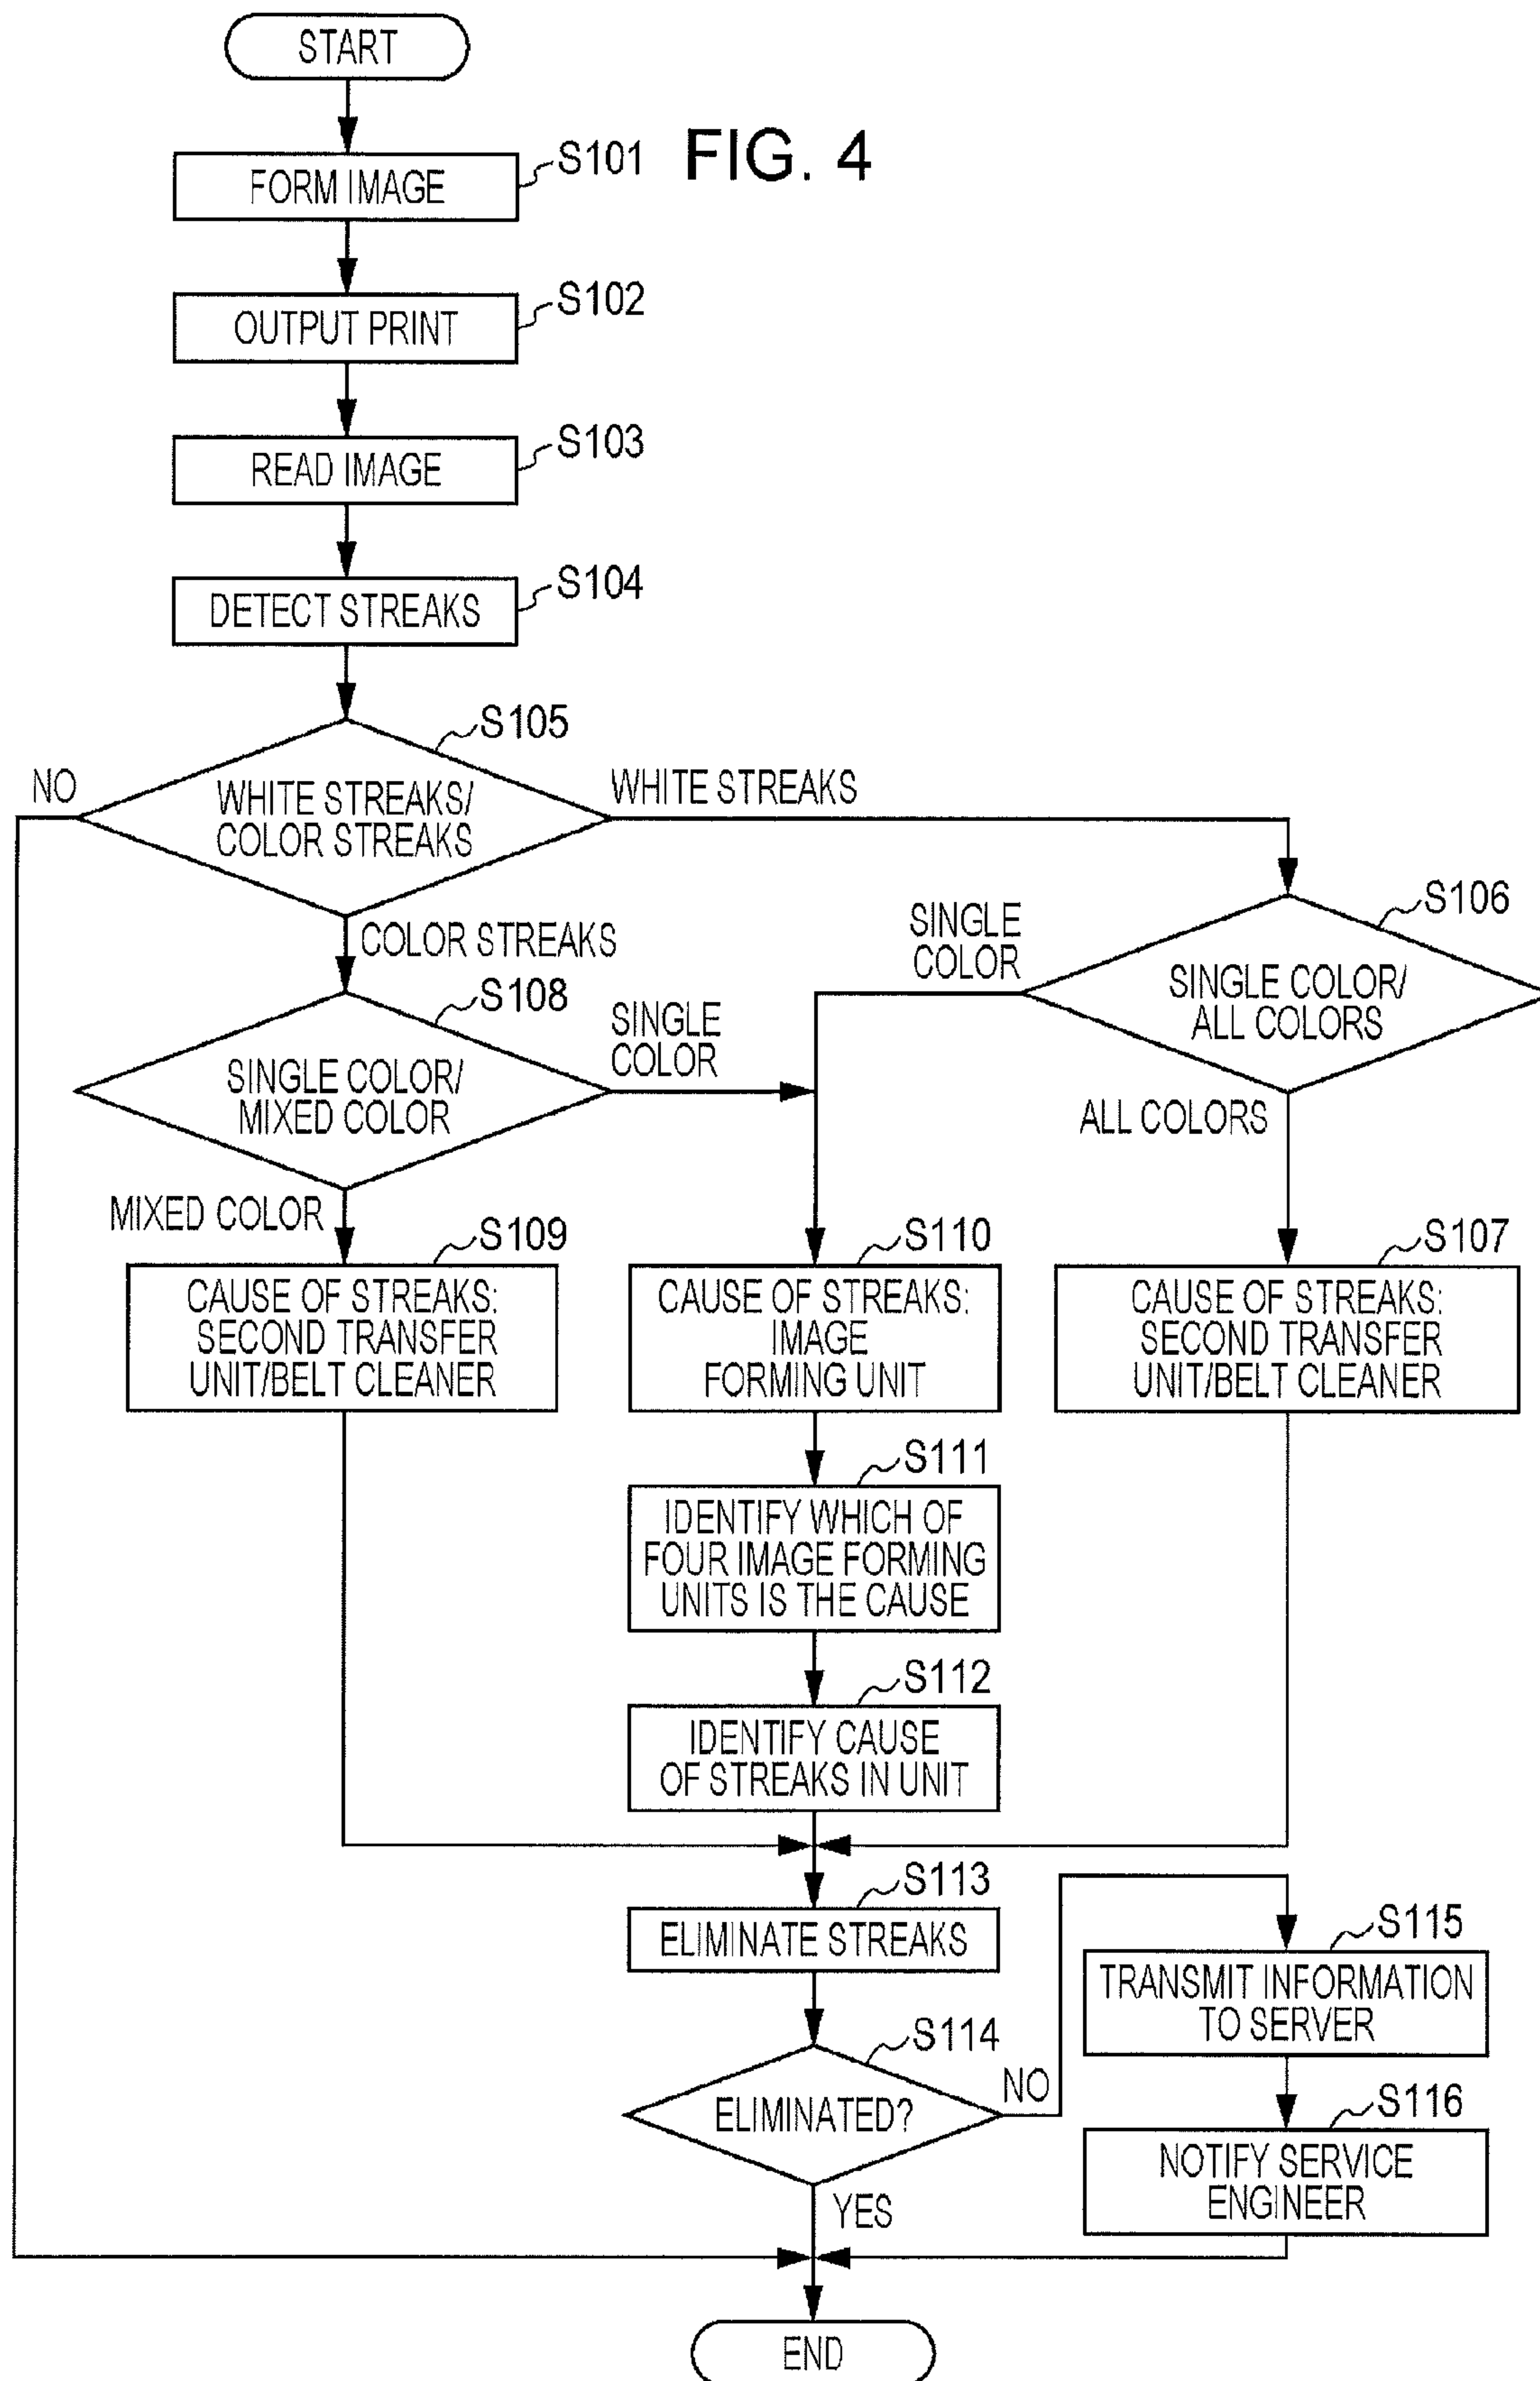 START
FIG. 4
S101
FORM IMAGE
S102
OUTPUT PRINT
S103
READ IMAGE
S104
DETECT STREAKS
S105
NO
WHITE STREAKS/
COLOR STREAKS
WHITE STREAKS
COLOR STREAKS
S106
SINGLE
COLOR
SINGLE COLOR/
ALL COLORS
S108
SINGLE
COLOR
SINGLE COLOR/
MIXED COLOR
ALL COLORS
MIXED COLOR
S109
CAUSE OF STREAKS:
SECOND TRANSFER
UNIT/BELT CLEANER
S110
CAUSE OF STREAKS:
IMAGE
FORMING UNIT
S107
CAUSE OF STREAKS:
SECOND TRANSFER
UNIT/BELT CLEANER
S111
IDENTIFY WHICH OF
FOUR IMAGE FORMING
UNITS IS THE CAUSE
S112
IDENTIFY CAUSE
OF STREAKS IN UNIT
S113
ELIMINATE STREAKS
S114
ELIMINATED?
NO
YES
S115
TRANSMIT INFORMATION
TO SERVER
S116
NOTIFY SERVICE
ENGINEER
END